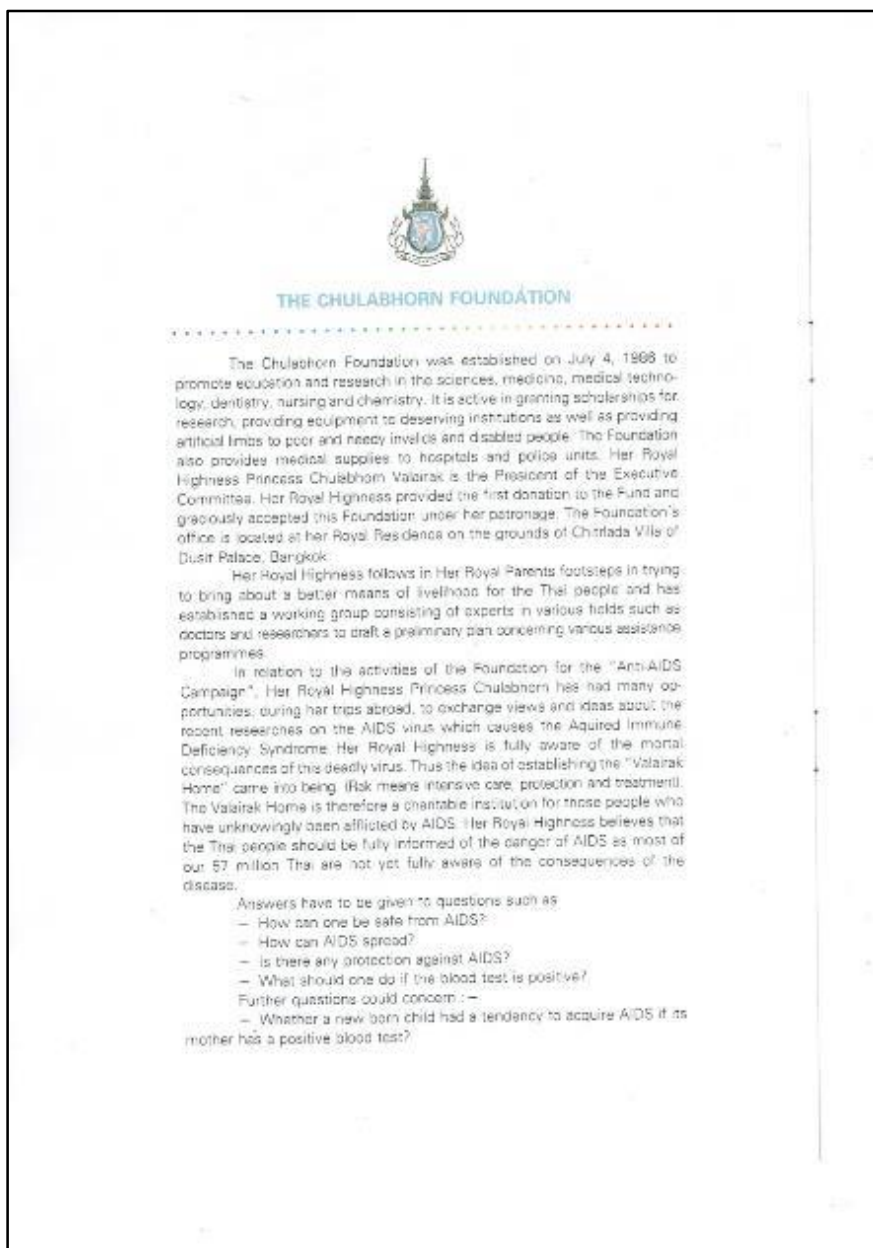 THE CHULABHORN FOUNDATION
The Chulabhorn Foundation was established on July 4, 1986 to
promote education and research in the sciences, medicine, medical techno-
logy, dentistry, nursing and chemistry. It is active in granting scholarships for
research, providing equipment to deserving institutions as well as providing
artificial limbs to poor and needy invalids and disabled people. The Foundation
also provides medical supplies to hospitals and police units. Her Royal
Highness Princess Chulabhorn Valairak is the President of the Executive
Committee. Her Royal Highness provided the first donation to the Fund and
graciously accepted this Foundation under her patronage. The Foundation's
office is located at her Royal Residence on the grounds of Chitrlada Villa of
Dusit Palace, Bangkok.
Her Royal Highness follows in Her Royal Parents footsteps in trying
to bring about a better means of livelihood for the Thai people and has
established a working group consisting of experts in various fields such as
doctors and researchers to draft a preliminary plan concerning various assistance
programmes.
In relation to the activities of the Foundation for the "Anti-AIDS
Campaign", Her Royal Highness Princess Chulabhorn has had many op-
portunities, during her trips abroad, to exchange views and ideas about the
recent researches on the AIDS virus which causes the Aquired Immune
Deficiency Syndrome. Her Royal Highness is fully aware of the mortal
consequences of this deadly virus. Thus the idea of establishing the "Valairak
Home" came into being. (Rak means intensive care, protection and treatment).
The Valairak Home is therefore a charitable institution for those people who
have unknowingly been afflicted by AIDS. Her Royal Highness believes that
the Thai people should be fully informed of the danger of AIDS as most of
our 57 million Thai are not yet fully aware of the consequences of the
disease.
Answers have to be given to questions such as
— How can one be safe from AIDS?
— How can AIDS spread?
— Is there any protection against AIDS?
— What should one do if the blood test is positive?
Further questions could concern : —
— Whether a new born child had a tendency to acquire AIDS if its
mother has a positive blood test?